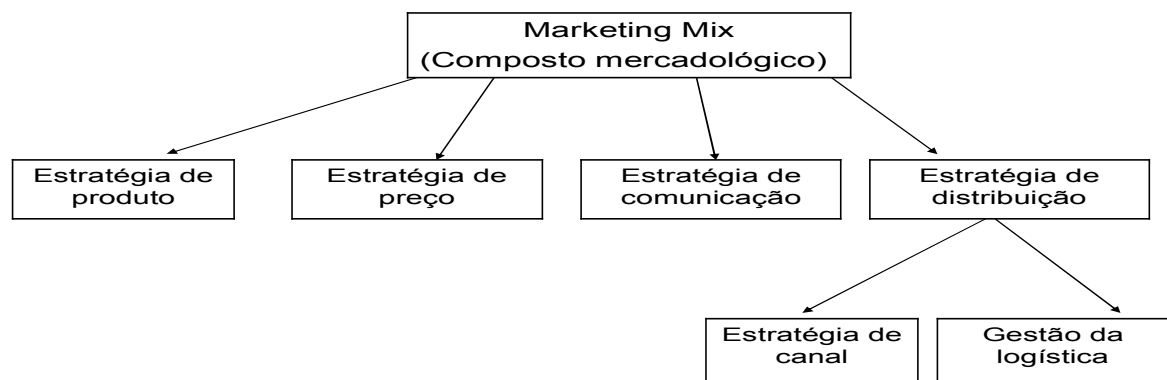 Marketing Mix
(Composto mercadológico)
Estratégia de
produto
Estratégia de
preço
Estratégia de
comunicação
Estratégia de
distribuição
Estratégia de
canal
Gestão da
logística